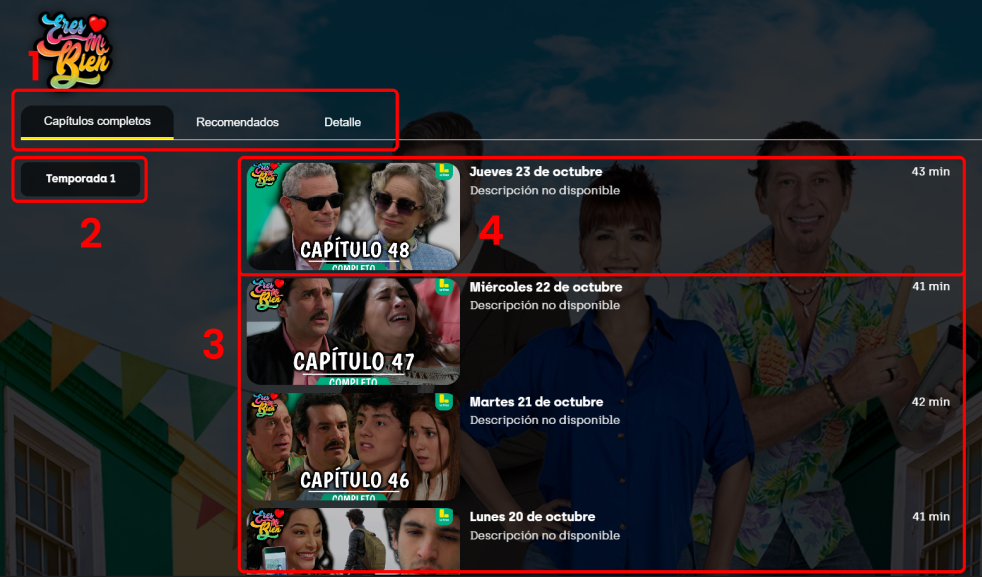 Eres
Mi
Bien
1
Capítulos completos
Recomendados
Detalle
Temporada 1
2
3
4
Eres Mi Bien
CAPÍTULO 48
COMPLETO
Jueves 23 de octubre
43 min
Descripción no disponible
Eres Mi Bien
CAPÍTULO 47
COMPLETO
Miércoles 22 de octubre
41 min
Descripción no disponible
Eres Mi Bien
CAPÍTULO 46
COMPLETO
Martes 21 de octubre
42 min
Descripción no disponible
Eres Mi Bien
Lunes 20 de octubre
41 min
Descripción no disponible